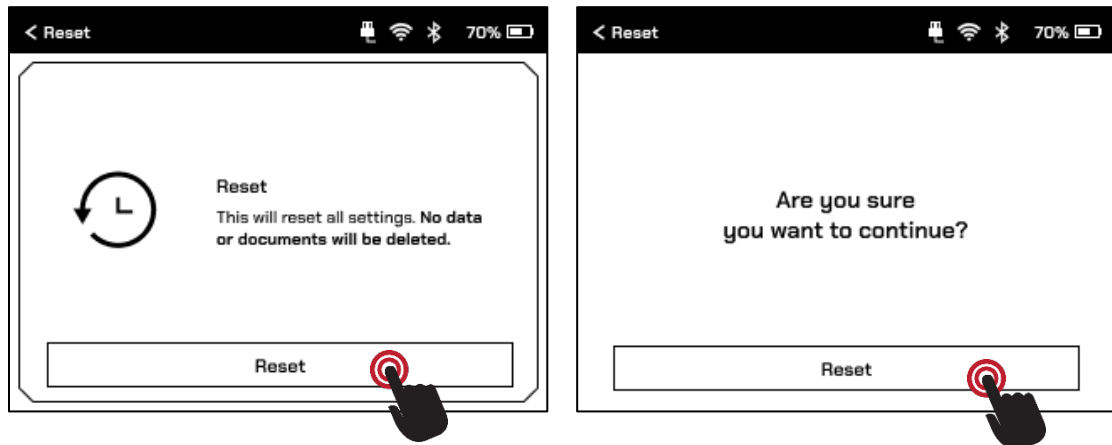 < Reset 70%
Reset
This will reset all settings. No data
or documents will be deleted.
Reset
< Reset 70%
Are you sure
you want to continue?
Reset